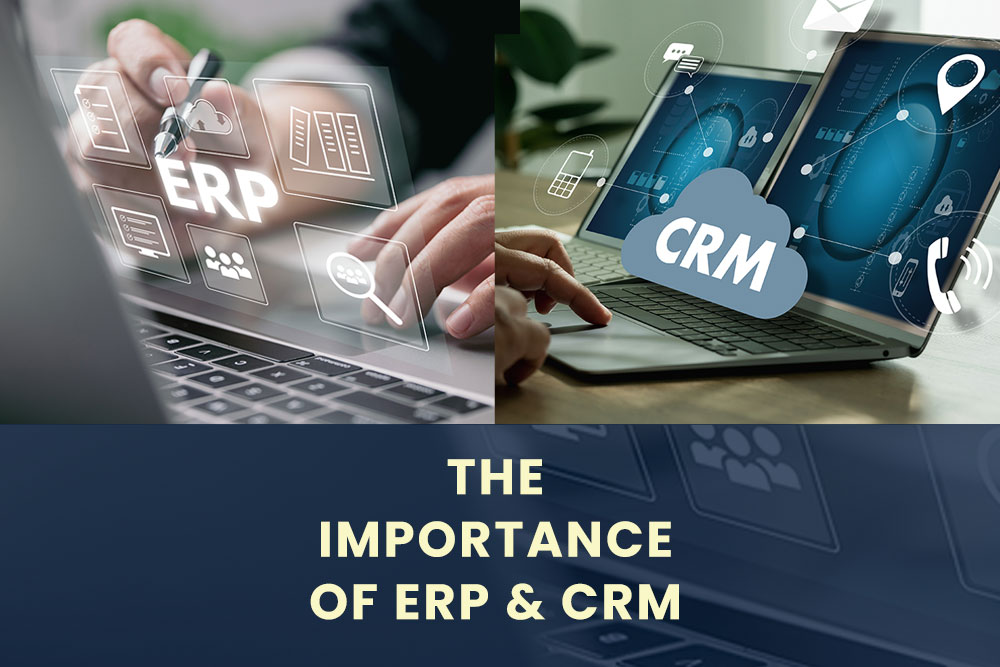 ERP
CRM
THE
IMPORTANCE
OF ERP & CRM